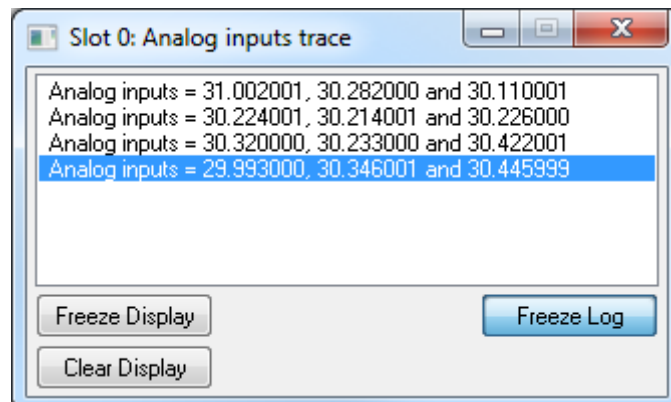 Slot 0: Analog inputs trace
Analog inputs = 31.002001, 30.282000 and 30.110001
Analog inputs = 30.224001, 30.214001 and 30.226000
Analog inputs = 30.320000, 30.233000 and 30.422001
Analog inputs = 29.993000, 30.346001 and 30.445999
Freeze Display
Freeze Log
Clear Display